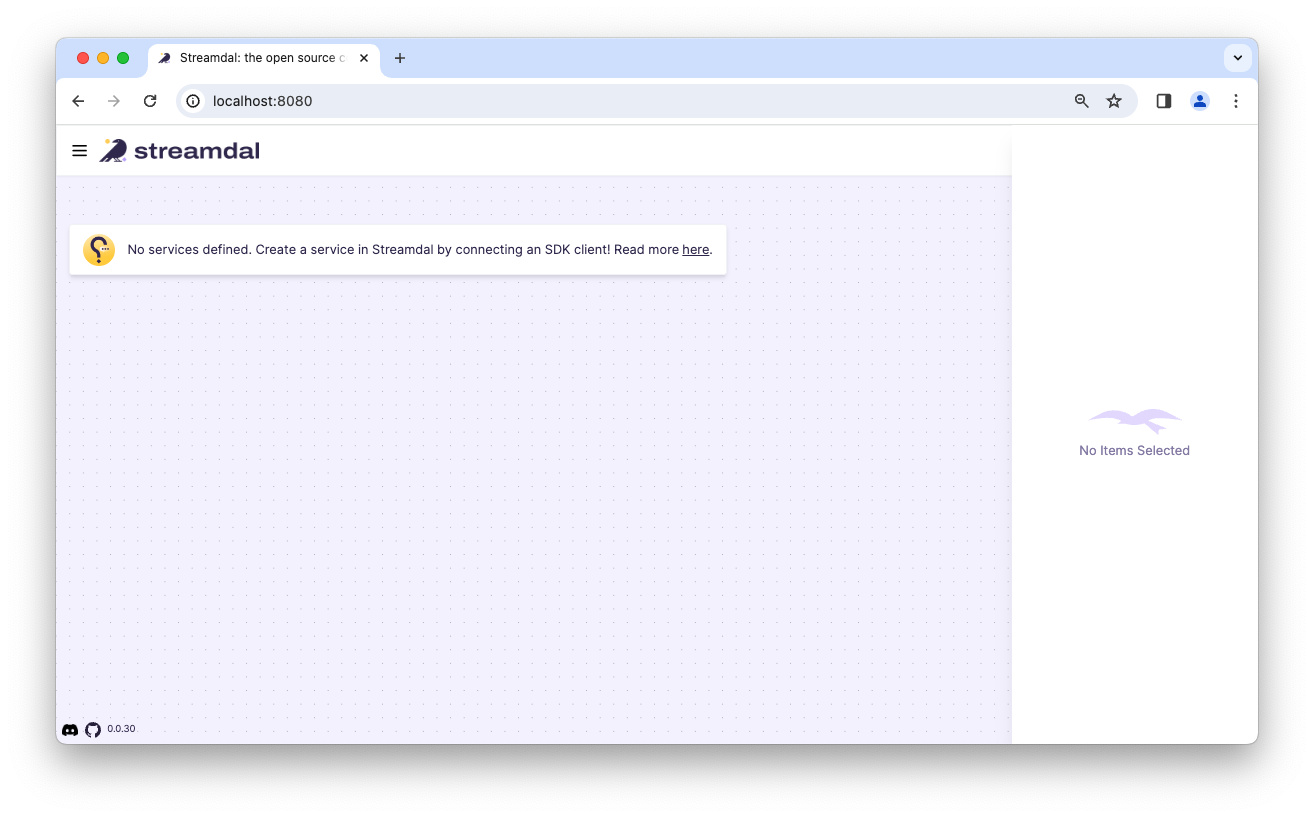 Streamdal: the open source c
localhost:8080
streamdal
No services defined. Create a service in Streamdal by connecting an SDK client! Read more here.
No Items Selected
0.0.30